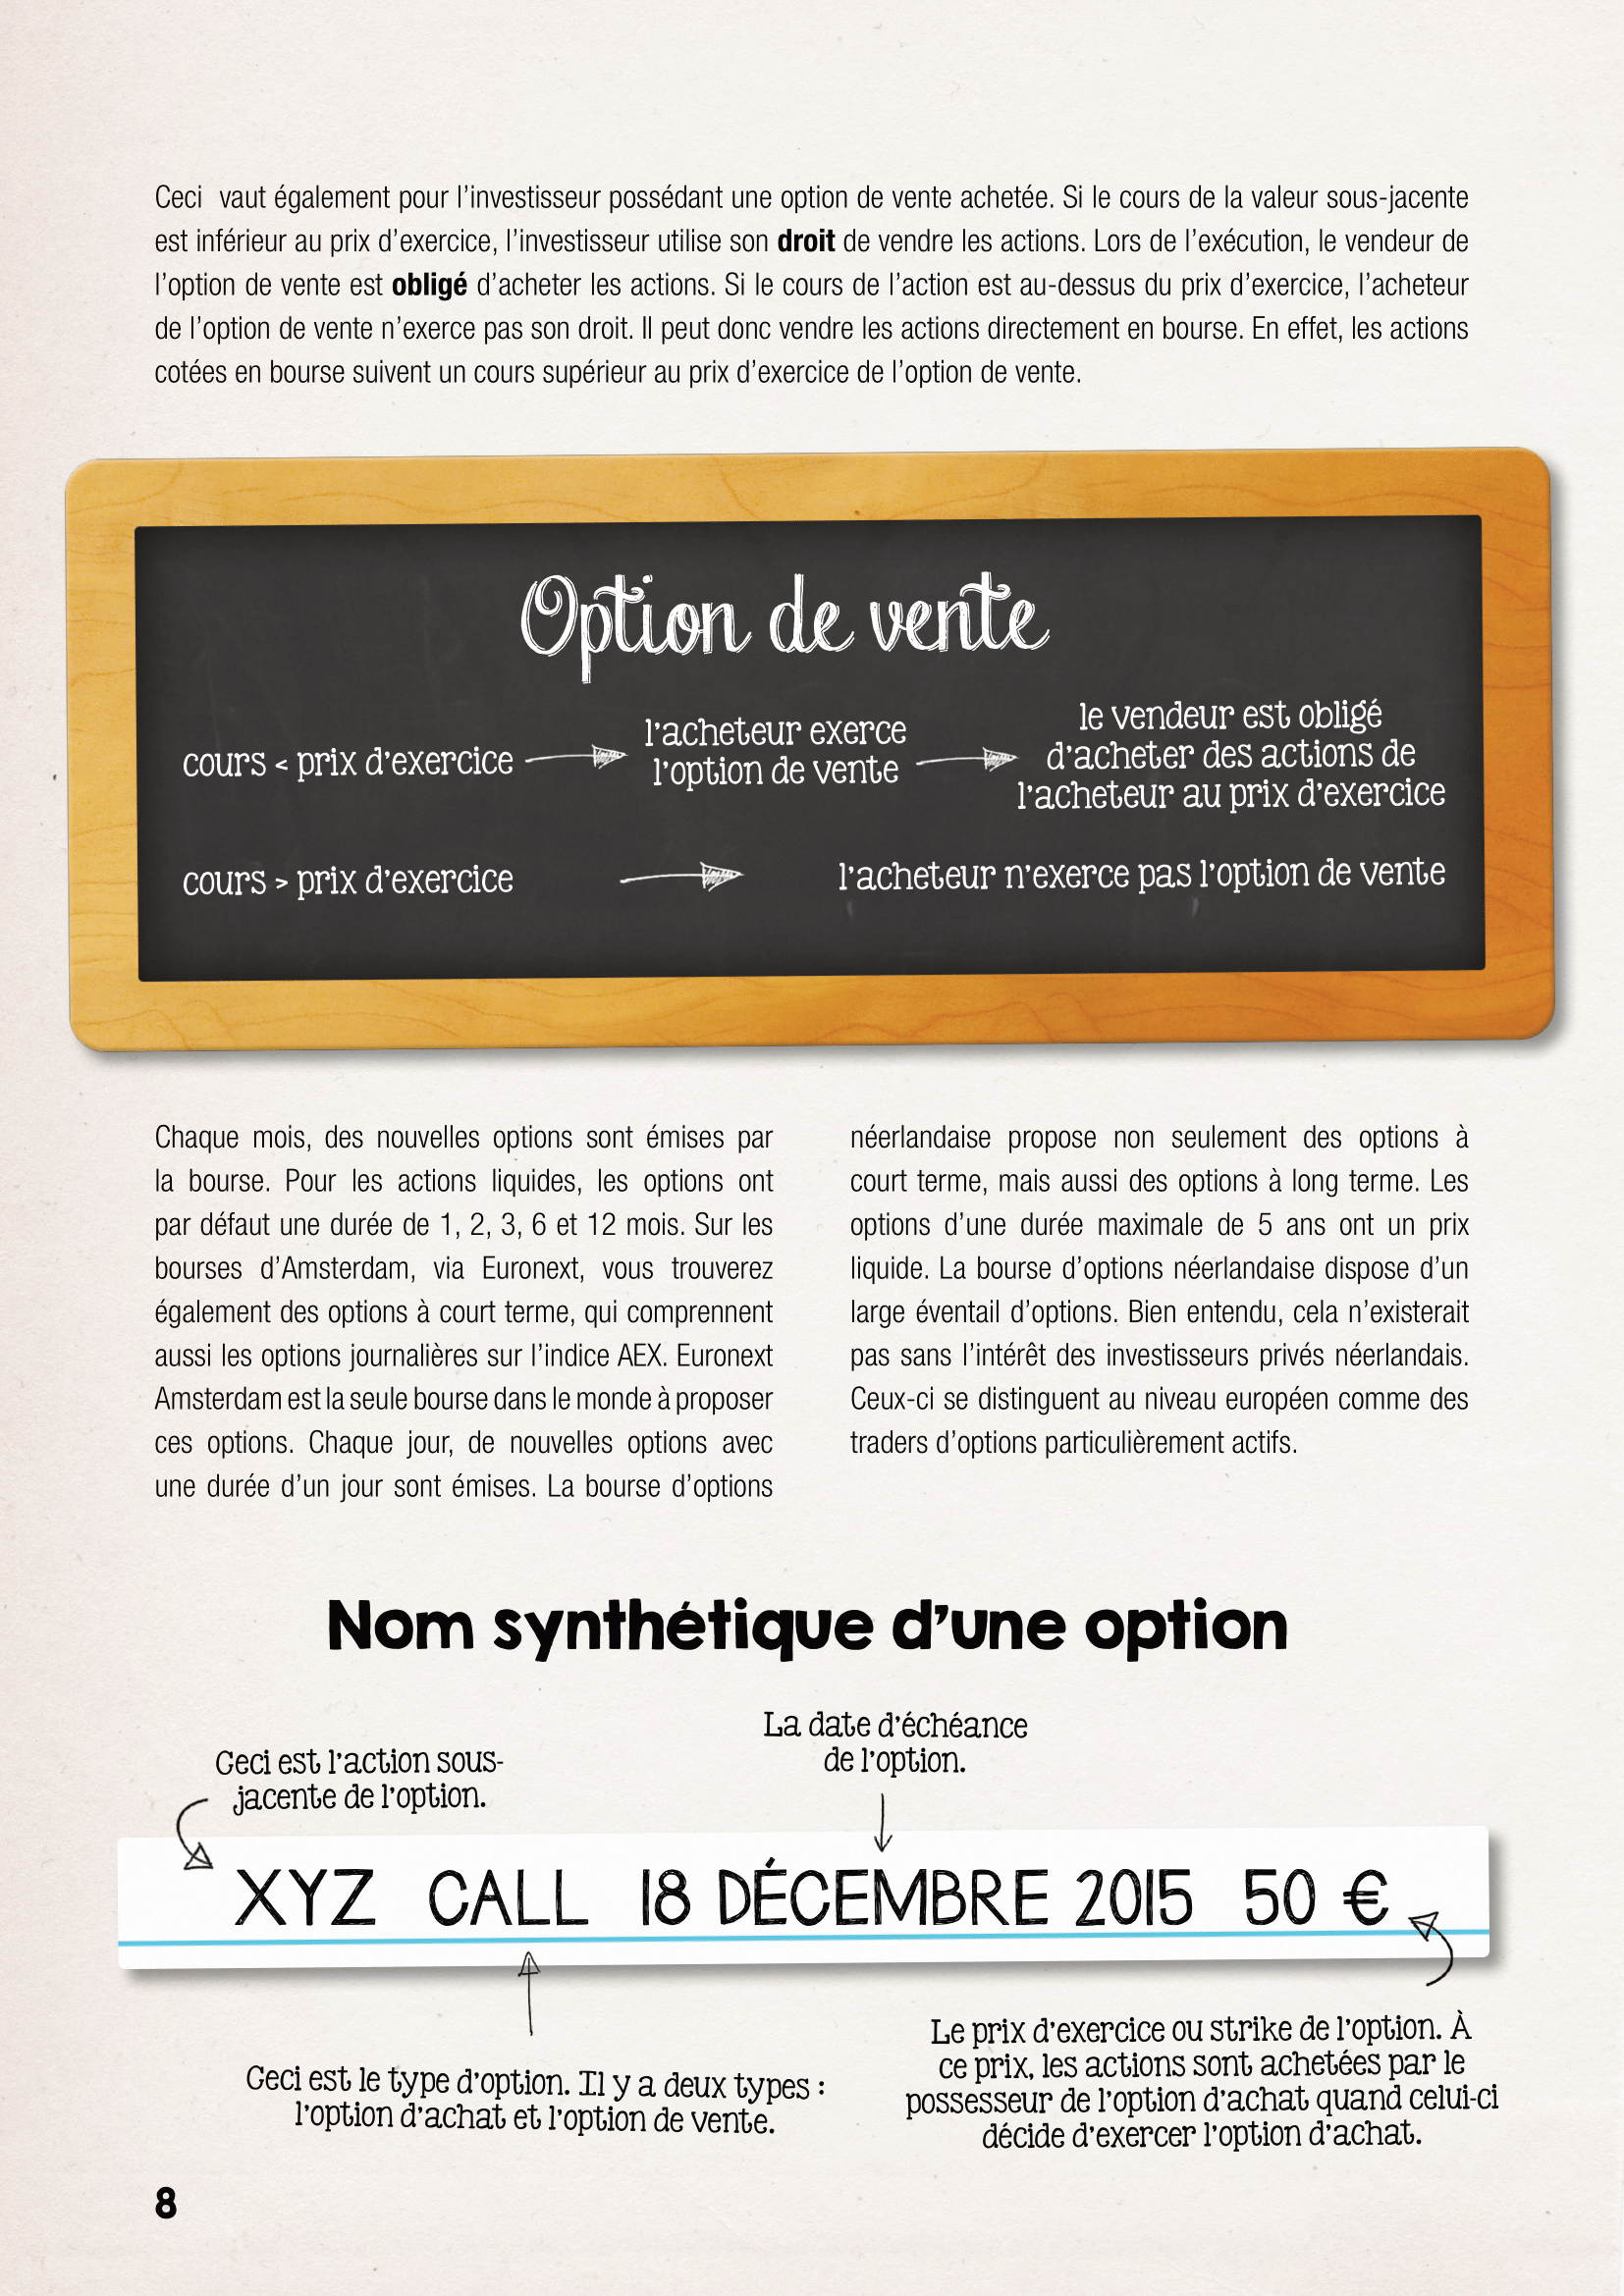 Ceci  vaut également pour l’investisseur possédant une option de vente achetée. Si le cours de la valeur sous-jacente
est inférieur au prix d’exercice, l’investisseur utilise son droit de vendre les actions. Lors de l’exécution, le vendeur de
l’option de vente est obligé d’acheter les actions. Si le cours de l’action est au-dessus du prix d’exercice, l’acheteur
de l’option de vente n’exerce pas son droit. Il peut donc vendre les actions directement en bourse. En effet, les actions
cotées en bourse suivent un cours supérieur au prix d’exercice de l’option de vente.
Option de vente
cours < prix d’exercice
l’acheteur exerce
l’option de vente
le vendeur est obligé
d’acheter des actions de
l’acheteur au prix d’exercice
cours > prix d’exercice
l’acheteur n’exerce pas l’option de vente
Chaque mois, des nouvelles options sont émises par
la bourse. Pour les actions liquides, les options ont
par défaut une durée de 1, 2, 3, 6 et 12 mois. Sur les
bourses d’Amsterdam, via Euronext, vous trouverez
également des options à court terme, qui comprennent
aussi les options journalières sur l’indice AEX. Euronext
Amsterdam est la seule bourse dans le monde à proposer
ces options. Chaque jour, de nouvelles options avec
une durée d’un jour sont émises. La bourse d’options
néerlandaise propose non seulement des options à
court terme, mais aussi des options à long terme. Les
options d’une durée maximale de 5 ans ont un prix
liquide. La bourse d’options néerlandaise dispose d’un
large éventail d’options. Bien entendu, cela n’existerait
pas sans l’intérêt des investisseurs privés néerlandais.
Ceux-ci se distinguent au niveau européen comme des
traders d’options particulièrement actifs.
Nom synthétique d’une option
La date d’échéance
de l’option.
Ceci est l’action sous-
jacente de l’option.
XYZ CALL 18 DÉCEMBRE 2015 50 €
Ceci est le type d’option. Il y a deux types :
l’option d’achat et l’option de vente.
Le prix d’exercice ou strike de l’option. À
ce prix, les actions sont achetées par le
possesseur de l’option d’achat quand celui-ci
décide d’exercer l’option d’achat.
8